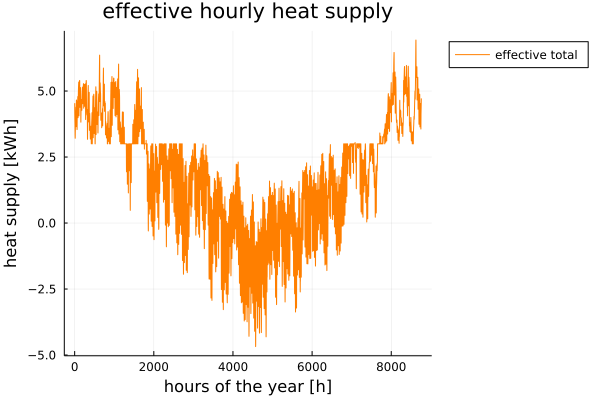 effective hourly heat supply
effective total
heat supply [kWh]
5.0
2.5
0.0
−2.5
−5.0
0
2000
4000
6000
8000
hours of the year [h]